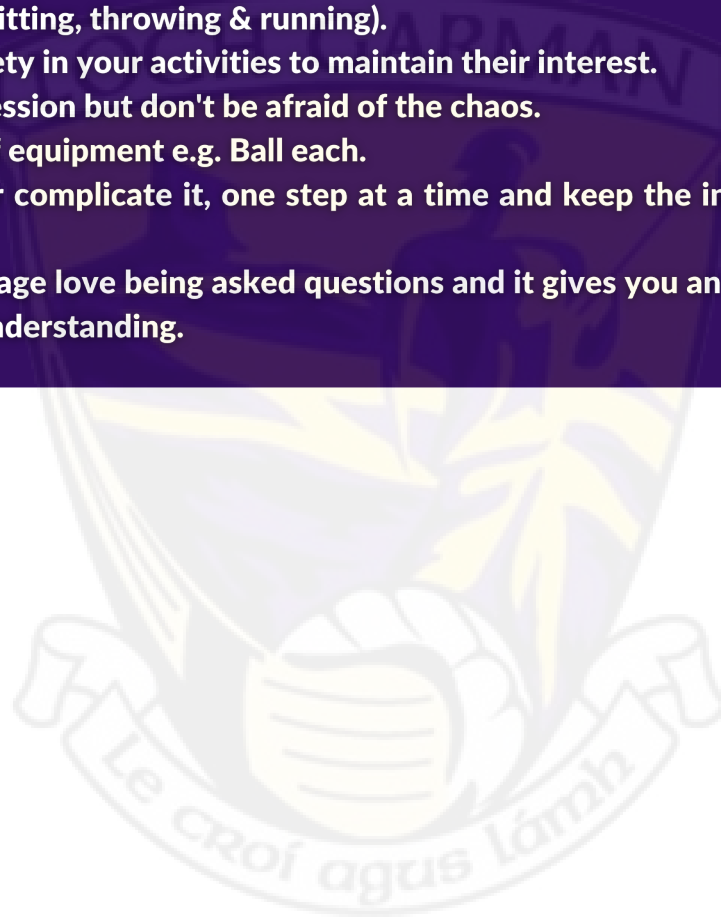 itting, throwing & running).
ety in your activities to maintain their interest.
ession but don't be afraid of the chaos.
f equipment e.g. Ball each.
r complicate it, one step at a time and keep the in
age love being asked questions and it gives you an
nderstanding.
LOCH GARMAN
Le croí agus lámh